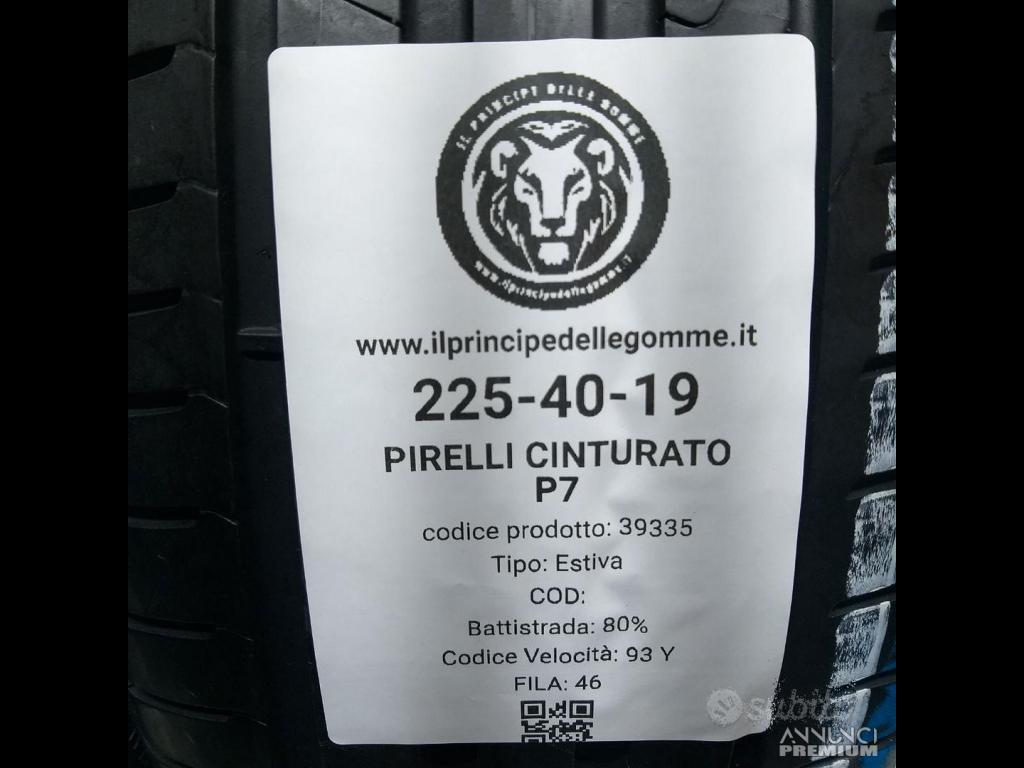 IL PRINCIPE DELLE GOMME
www.ilprincipedellegomme.it
www.ilprincipedellegomme.it
225-40-19
PIRELLI CINTURATO
P7
codice prodotto: 39335
Tipo: Estiva
COD:
Battistrada: 80%
Codice Velocità: 93 Y
FILA: 46
subito
ANNUNCI
PREMIUM